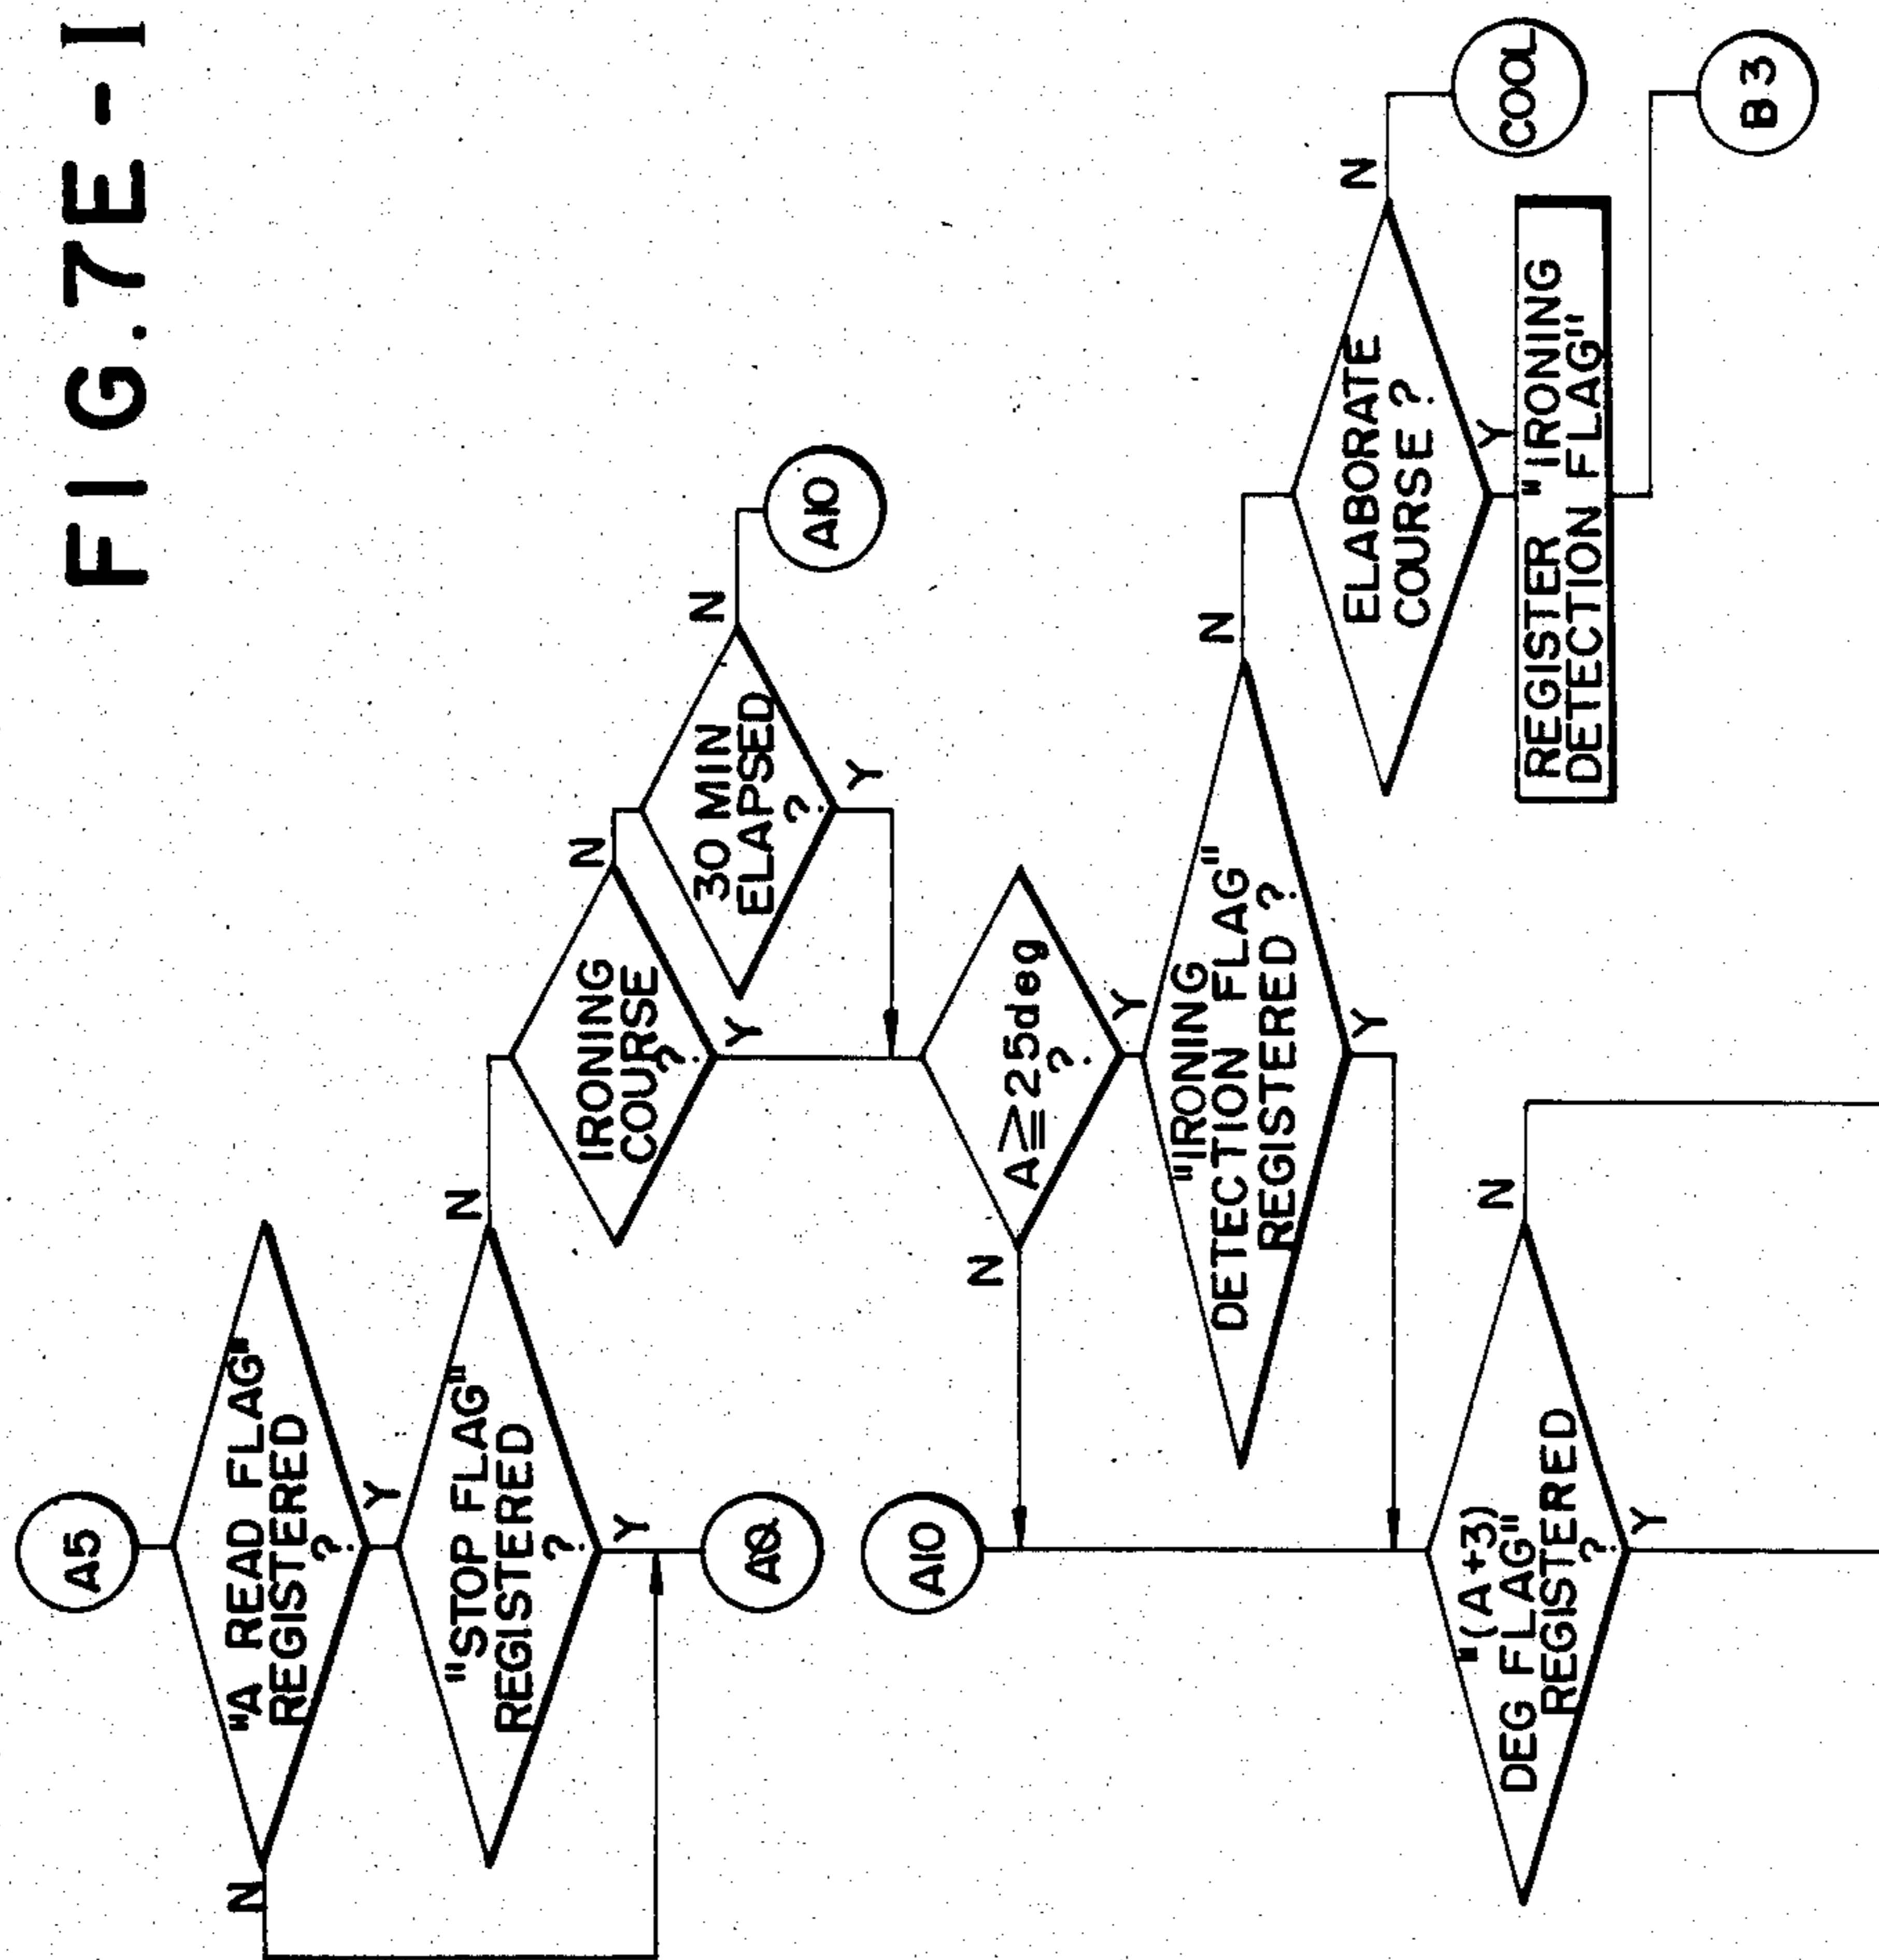 FIG.7E-1
A5
"A READ FLAG"
REGISTERED
?
N
Y
"STOP FLAG"
REGISTERED
?
N
Y
IRONING
COURSE
?
N
Y
30 MIN
ELAPSED
?
N
Y
A10
A10
A≧25deg
?
N
Y
"IRONING
DETECTION FLAG"
REGISTERED ?
N
Y
ELABORATE
COURSE ?
N
Y
COOL
REGISTER "IRONING
DETECTION FLAG"
B3
"(A+3)
DEG FLAG"
REGISTERED
?
N
Y